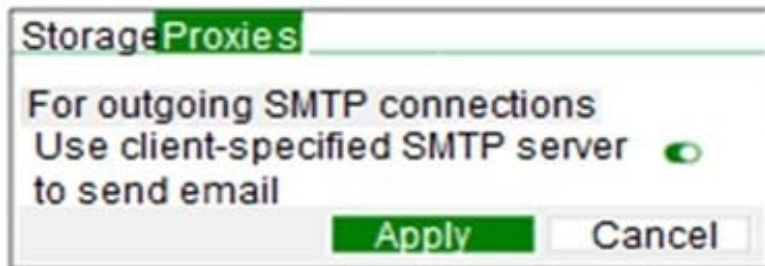 Storage Proxies
For outgoing SMTP connections
Use client-specified SMTP server
to send email
Apply Cancel